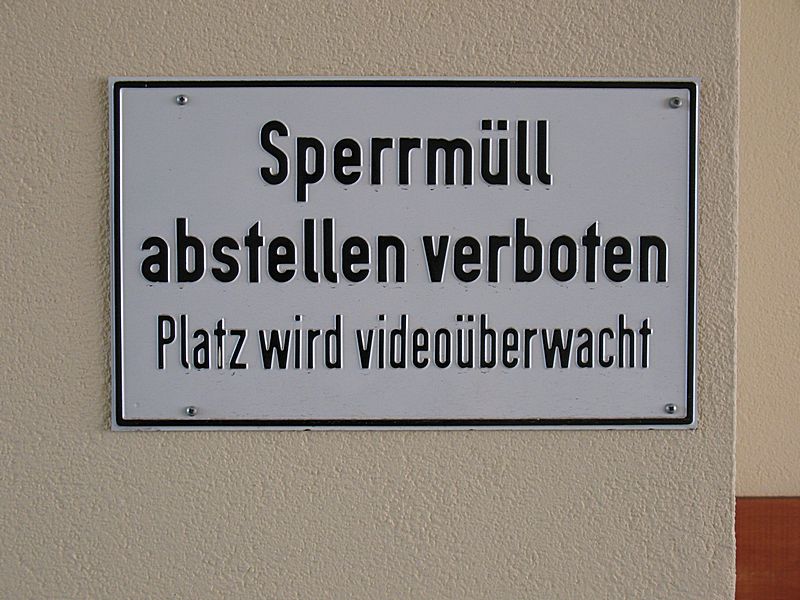 Sperrmüll
abstellen verboten
Platz wird videoüberwacht